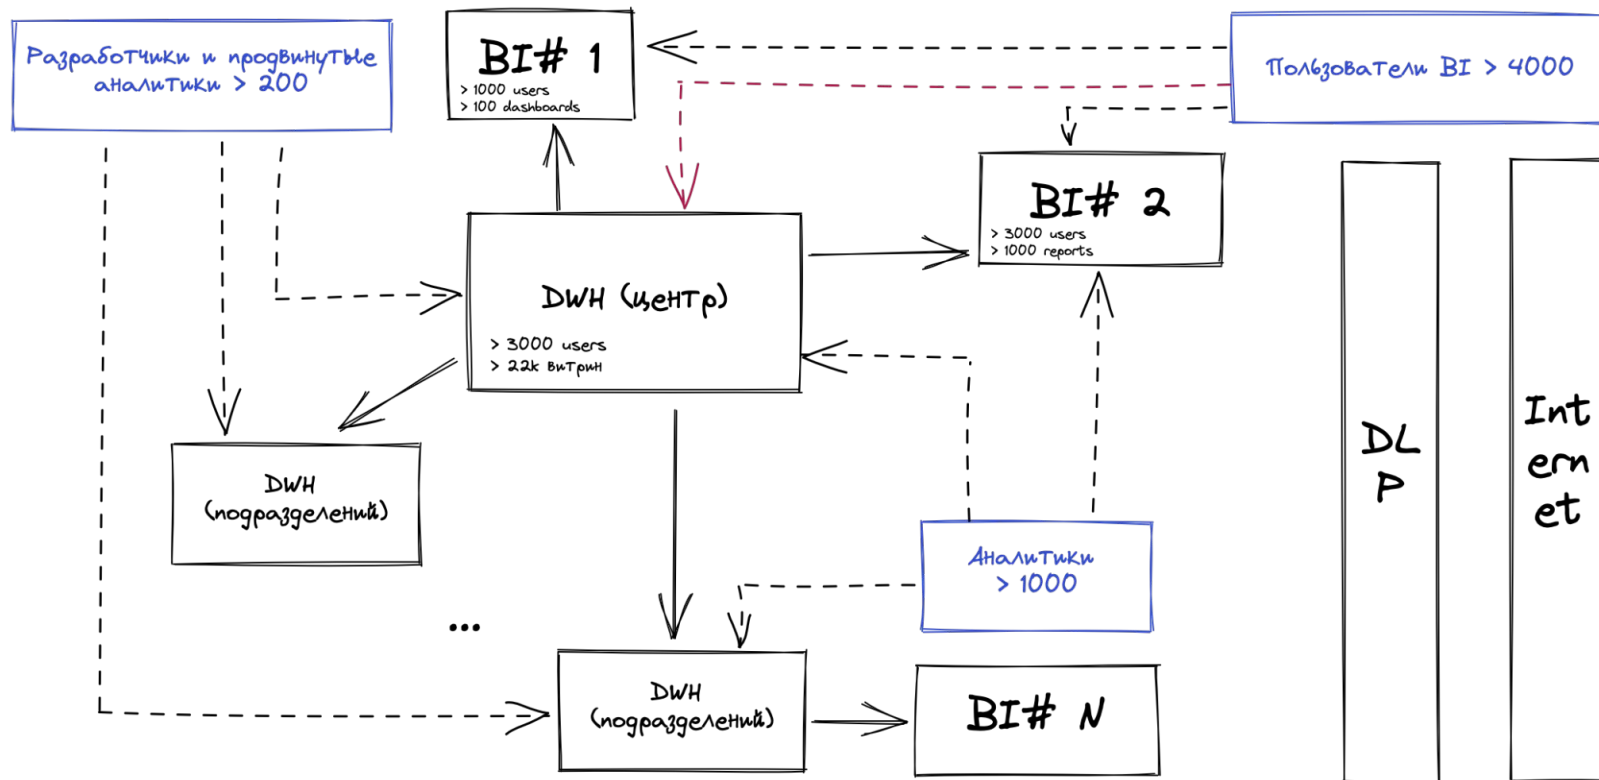 Разработчики и продвинутые
аналитики > 200
BI# 1
> 1000 users
> 100 dashboards
Пользователи BI > 4000
BI# 2
> 3000 users
> 1000 reports
DWH (центр)
> 3000 users
> 22k витрин
DL
P
Int
ern
et
DWH
(подразделений)
Аналитики
> 1000
...
DWH
(подразделений)
BI# N